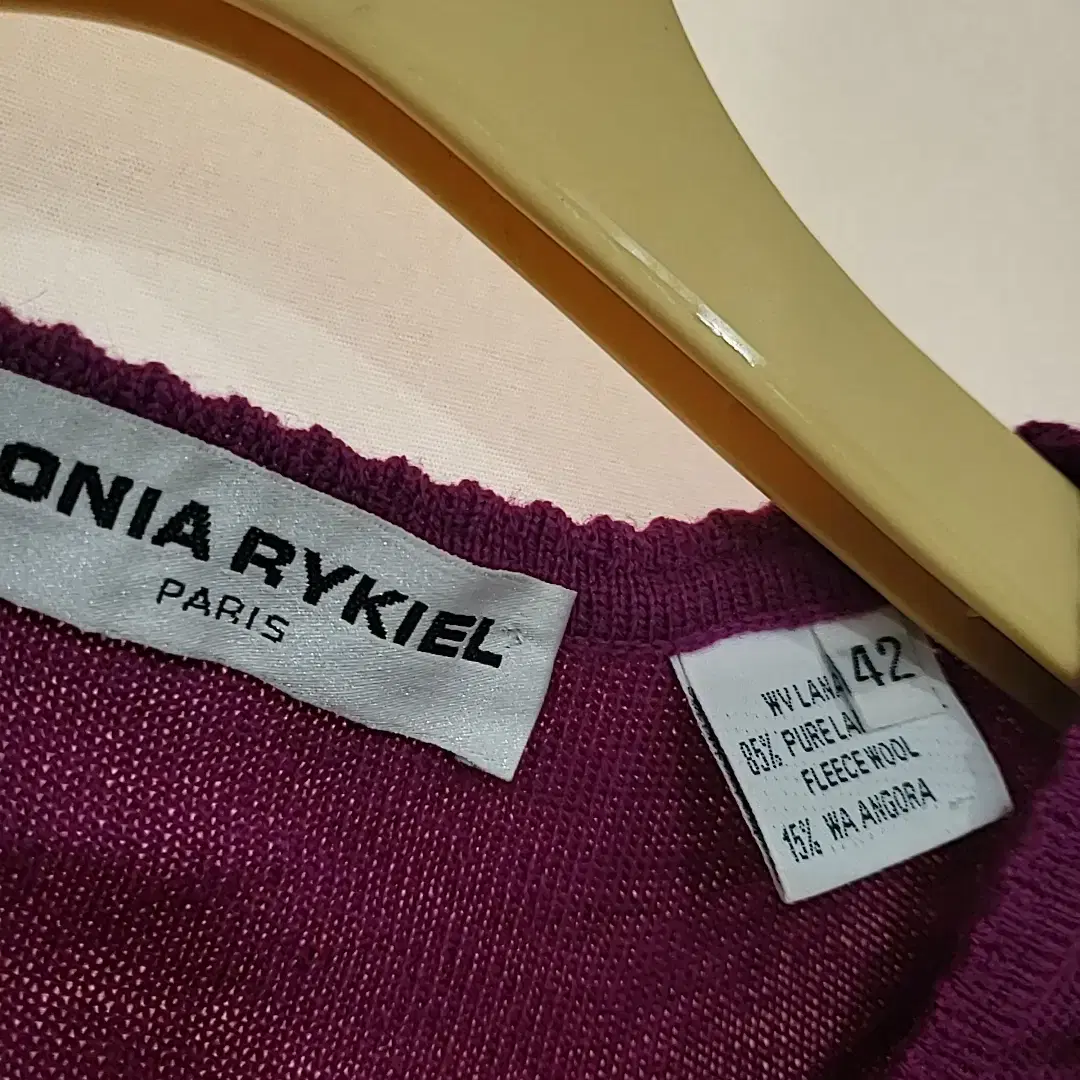 ONIA RYKIEL
PARIS
42
WV LANA
85% PURE LA
FLEECE WOOL
15% WA ANGORA